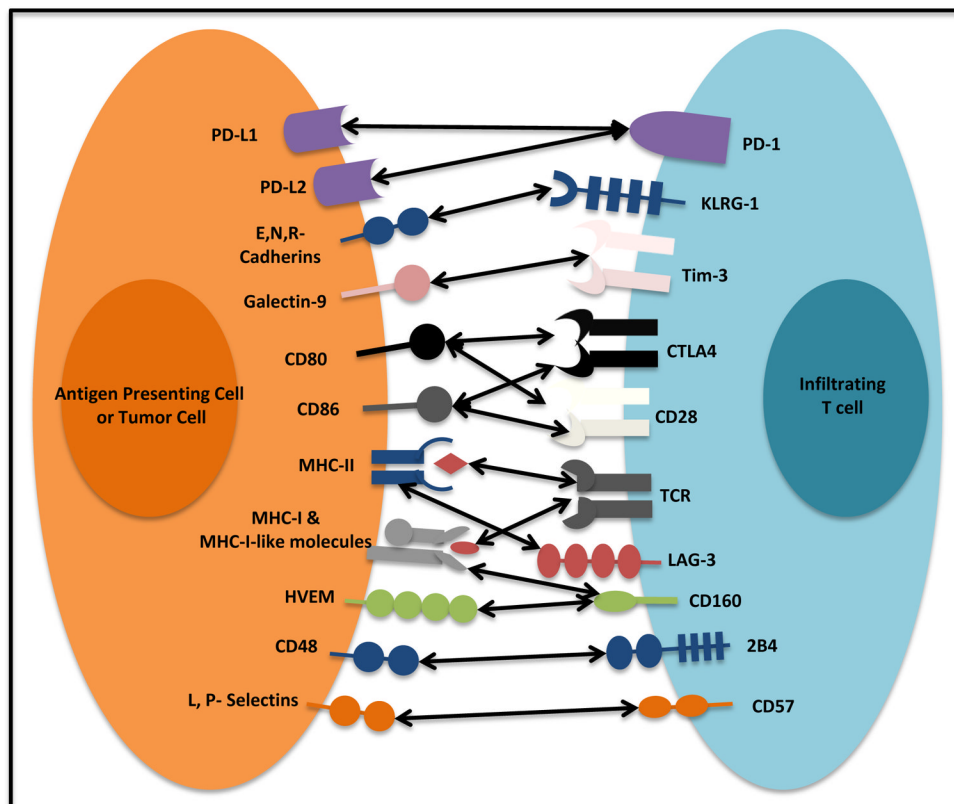 PD-L1
PD-1
PD-L2
KLRG-1
E,N,R-
Cadherins
Galectin-9
Tim-3
CD80
CTLA4
Antigen Presenting Cell
or Tumor Cell
Infiltrating
T cell
CD86
CD28
MHC-II
TCR
MHC-I &
MHC-I-like molecules
LAG-3
HVEM
CD160
CD48
2B4
L, P- Selectins
CD57